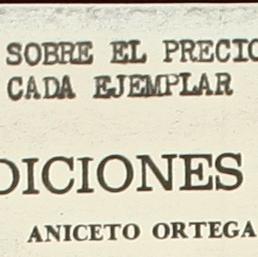 SOBRE EL PRECIO
CADA EJEMPLAR
DICIONES
ANICETO ORTEGA